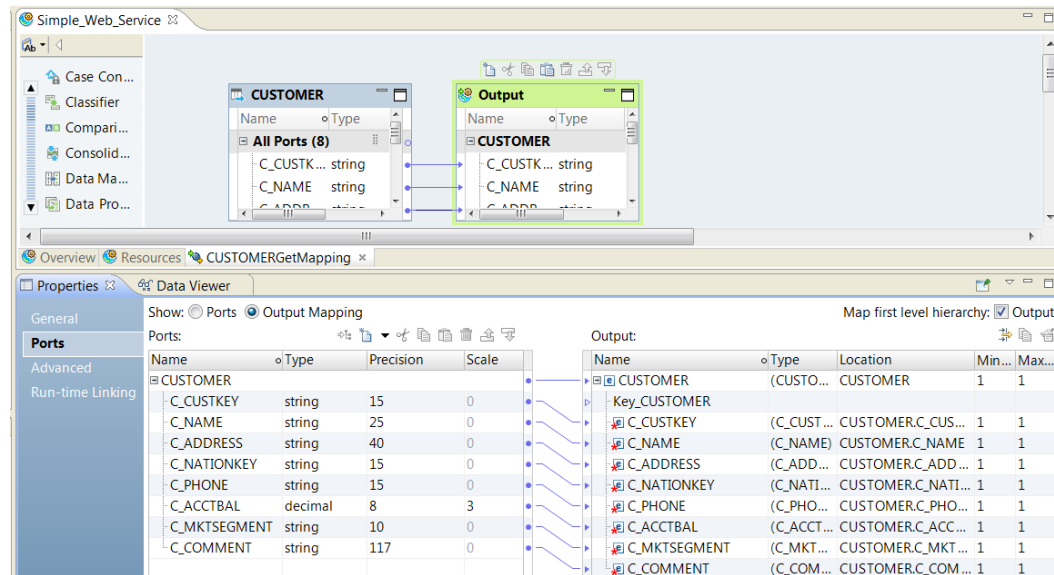 Simple_Web_Service
Ab
Case Con...
Classifier
Compari...
Consolid...
Data Ma...
Data Pro...
CUSTOMER
Name Type
All Ports (8)
C_CUSTK... string
C_NAME string
C_ADDR... string
Output
Name Type
CUSTOMER
C_CUSTK... string
C_NAME string
C_ADDR... string
Overview Resources CUSTOMERGetMapping
Properties Data Viewer
General
Ports
Advanced
Run-time Linking
Show: Ports Output Mapping
Map first level hierarchy: Output
Ports:
Name Type Precision Scale
CUSTOMER
C_CUSTKEY string 15 0
C_NAME string 25 0
C_ADDRESS string 40 0
C_NATIONKEY string 15 0
C_PHONE string 15 0
C_ACCTBAL decimal 8 3
C_MKTSEGMENT string 10 0
C_COMMENT string 117 0
Output:
Name Type Location Min... Max...
CUSTOMER (CUSTO... CUSTOMER 1 1
Key_CUSTOMER
C_CUSTKEY (C_CUST... CUSTOMER.C_CUS... 1 1
C_NAME (C_NAME) CUSTOMER.C_NAME 1 1
C_ADDRESS (C_ADD... CUSTOMER.C_ADD... 1 1
C_NATIONKEY (C_NATI... CUSTOMER.C_NATI... 1 1
C_PHONE (C_PHO... CUSTOMER.C_PHO... 1 1
C_ACCTBAL (C_ACCT... CUSTOMER.C_ACC... 1 1
C_MKTSEGMENT (C_MKT... CUSTOMER.C_MKT... 1 1
C_COMMENT (C_COM... CUSTOMER.C_COM... 1 1